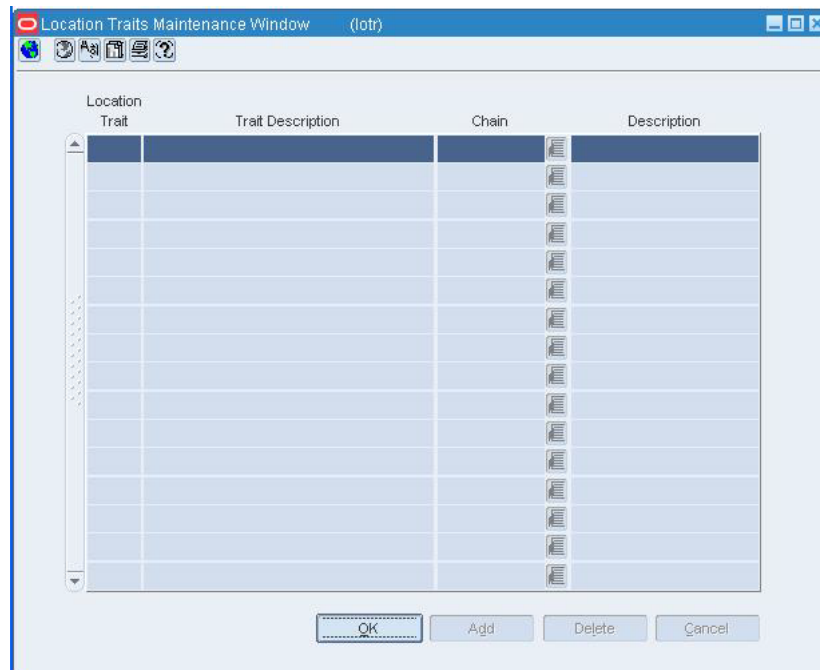 Location Traits Maintenance Window (lotr)
Location
Trait Trait Description Chain Description
OK Add Delete Cancel